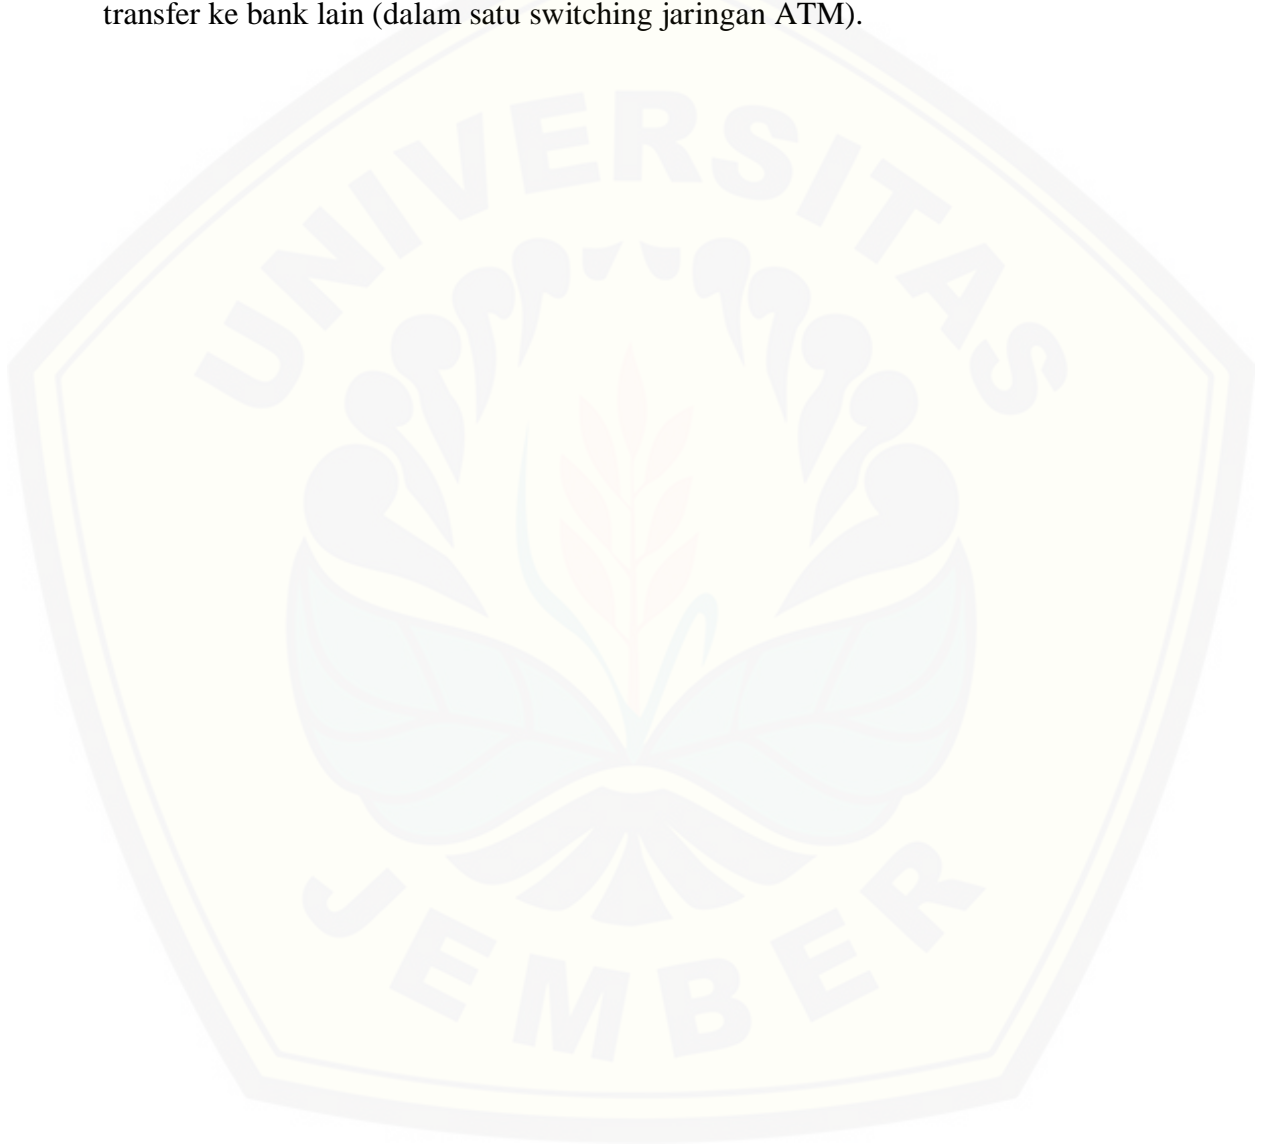 transfer ke bank lain (dalam satu switching jaringan ATM).
UNIVERSITAS
JEMBER